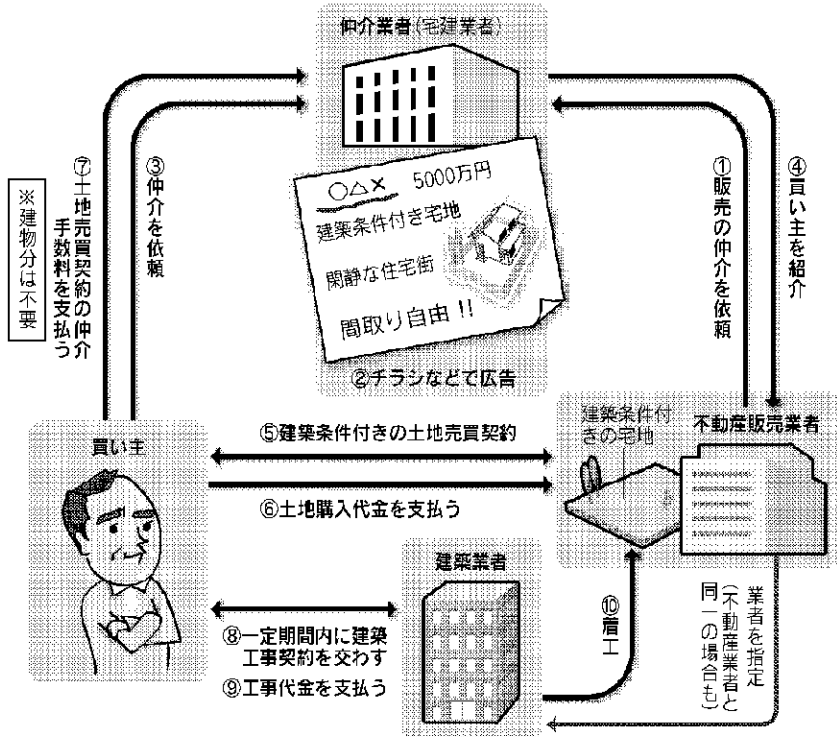 仲介業者(宅建業者)
○△× 5000万円
建築条件付き宅地
閑静な住宅街
間取り自由!!
②チラシなどで広告
①販売の仲介を依頼
④買い主を紹介
③仲介を依頼
⑦土地売買契約の仲介
手数料を支払う
※建物分は不要
買い主
⑤建築条件付きの土地売買契約
⑥土地購入代金を支払う
建築条件付
きの宅地
不動産販売業者
建築業者
⑧一定期間内に建築
工事契約を交わす
⑨工事代金を支払う
⑩着工
業者を指定
(不動産業者と
同一の場合も)